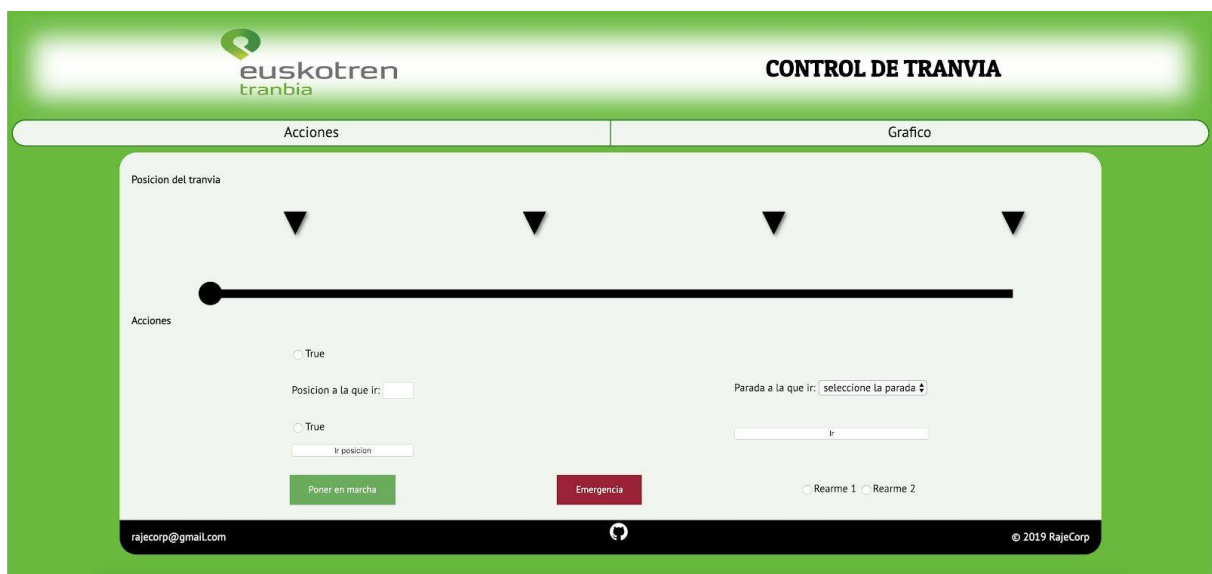 euskotren
tranbia
CONTROL DE TRANVIA
Acciones
Grafico
Posicion del tranvia
Acciones
True
Posicion a la que ir:
Parada a la que ir: seleccione la parada
True
Ir
Ir posicion
Poner en marcha
Emergencia
Rearme 1 Rearme 2
rajecorp@gmail.com
© 2019 RajeCorp